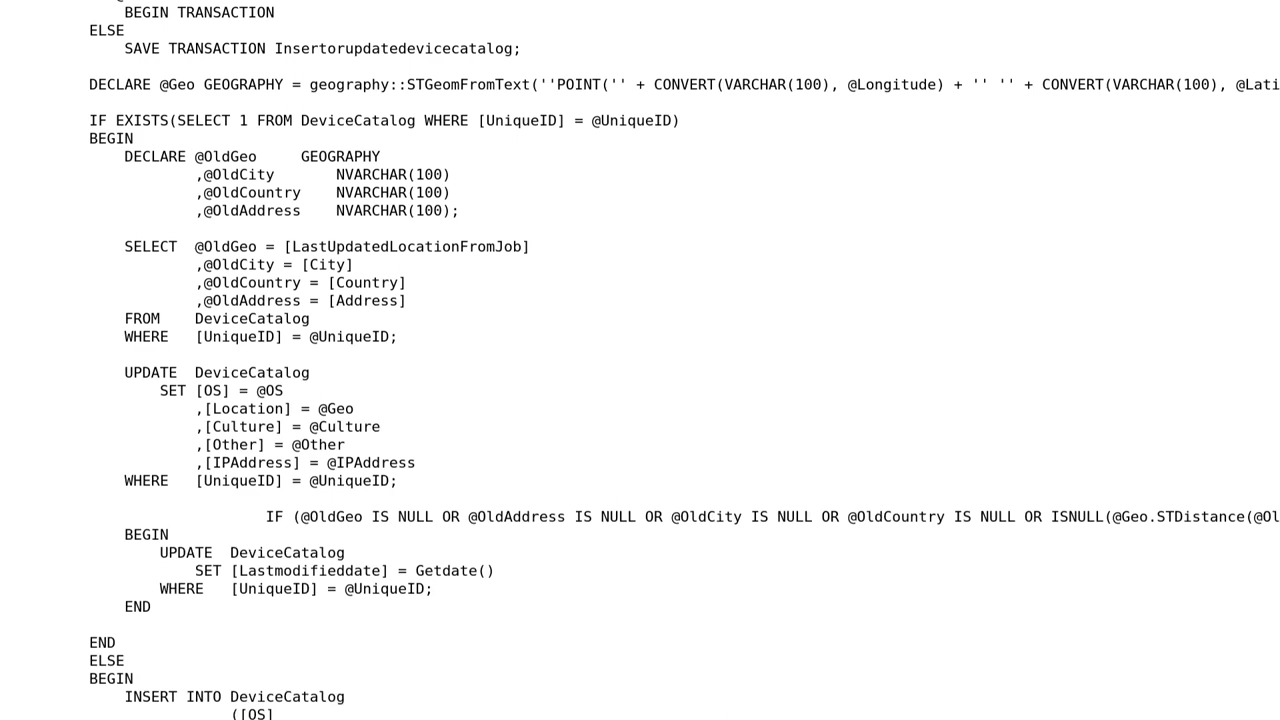 BEGIN TRANSACTION
ELSE
SAVE TRANSACTION Insertorupdatedevicecatalog;
DECLARE @Geo GEOGRAPHY = geography::STGeomFromText(''POINT('' + CONVERT(VARCHAR(100), @Longitude) + '' '' + CONVERT(VARCHAR(100), @Lati
IF EXISTS(SELECT 1 FROM DeviceCatalog WHERE [UniqueID] = @UniqueID)
BEGIN
DECLARE @OldGeo     GEOGRAPHY
,@OldCity       NVARCHAR(100)
,@OldCountry    NVARCHAR(100)
,@OldAddress    NVARCHAR(100);
SELECT  @OldGeo = [LastUpdatedLocationFromJob]
,@OldCity = [City]
,@OldCountry = [Country]
,@OldAddress = [Address]
FROM    DeviceCatalog
WHERE   [UniqueID] = @UniqueID;
UPDATE  DeviceCatalog
SET [OS] = @OS
,[Location] = @Geo
,[Culture] = @Culture
,[Other] = @Other
,[IPAddress] = @IPAddress
WHERE   [UniqueID] = @UniqueID;
IF (@OldGeo IS NULL OR @OldAddress IS NULL OR @OldCity IS NULL OR @OldCountry IS NULL OR ISNULL(@Geo.STDistance(@Ol
BEGIN
UPDATE  DeviceCatalog
SET [Lastmodifieddate] = Getdate()
WHERE   [UniqueID] = @UniqueID;
END
END
ELSE
BEGIN
INSERT INTO DeviceCatalog
([OS]